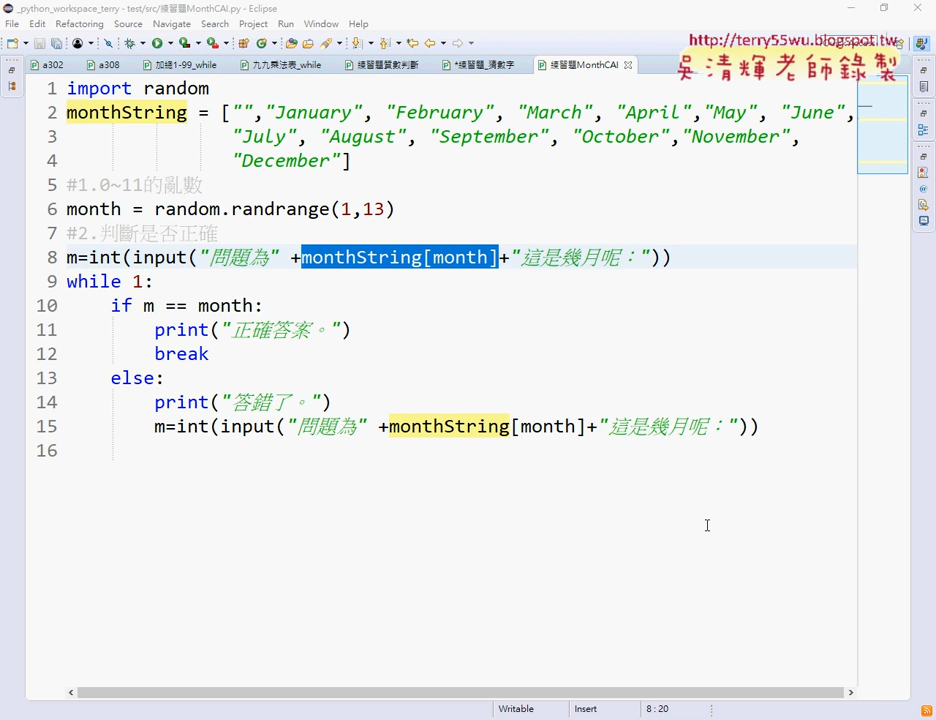 _python_workspace_terry - test/src/練習題MonthCAI.py - Eclipse
File Edit Refactoring Source Navigate Search Project Run Window Help
http://terry55wu.blogspot.tw
吳清輝老師錄製
a302 a308 加總1-99_while 九九乘法表_while 練習題質數判斷 *練習題_猜數字 練習題MonthCAI
1 import random
2 monthString = ["","January", "February", "March", "April","May", "June",
3 "July", "August", "September", "October","November",
4 "December"]
5 #1.0~11的亂數
6 month = random.randrange(1,13)
7 #2.判斷是否正確
8 m=int(input("問題為" +monthString[month]+"這是幾月呢："))
9 while 1:
10 if m == month:
11 print("正確答案。")
12 break
13 else:
14 print("答錯了。")
15 m=int(input("問題為" +monthString[month]+"這是幾月呢："))
16
Writable Insert 8 : 20